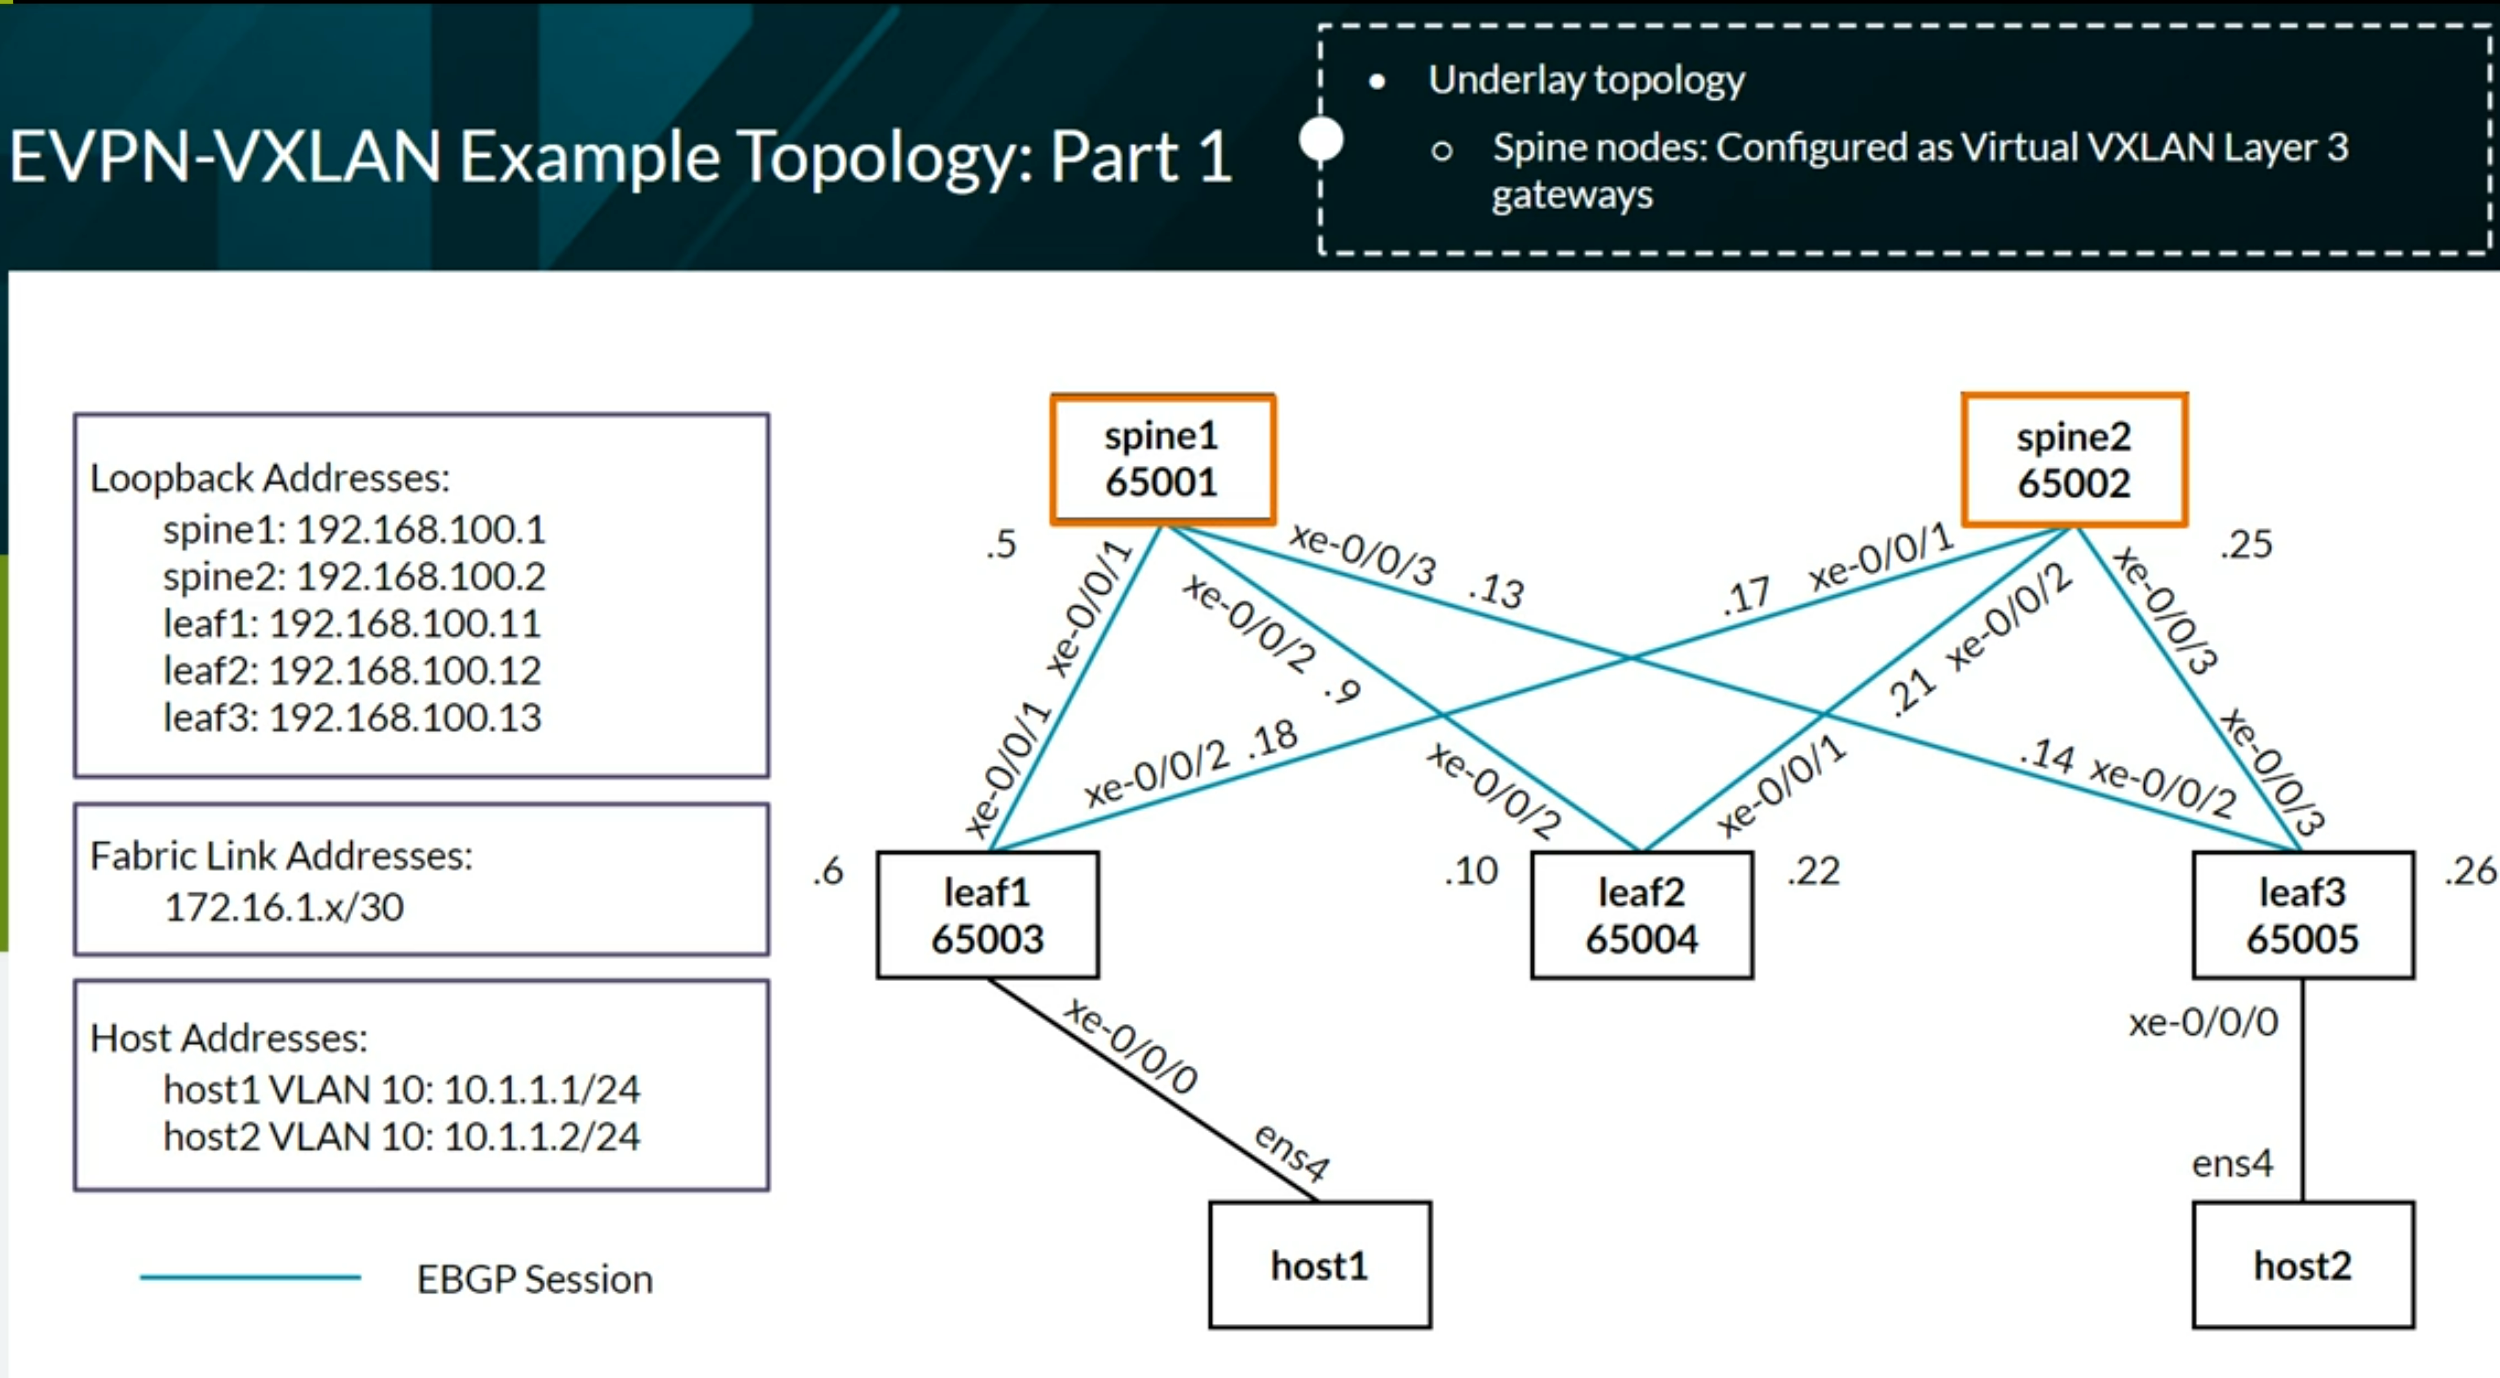 EVPN-VXLAN Example Topology: Part 1
● Underlay topology
○ Spine nodes: Configured as Virtual VXLAN Layer 3
gateways
Loopback Addresses:
spine1: 192.168.100.1
spine2: 192.168.100.2
leaf1: 192.168.100.11
leaf2: 192.168.100.12
leaf3: 192.168.100.13
Fabric Link Addresses:
172.16.1.x/30
Host Addresses:
host1 VLAN 10: 10.1.1.1/24
host2 VLAN 10: 10.1.1.2/24
EBGP Session
spine1
65001
spine2
65002
.5
xe-0/0/1
xe-0/0/3 .13
xe-0/0/2 .9
.17 xe-0/0/1
.21 xe-0/0/2
xe-0/0/3
.25
xe-0/0/1
xe-0/0/2 .18
xe-0/0/2
xe-0/0/1
.14 xe-0/0/2
xe-0/0/3
.6
leaf1
65003
.10
leaf2
65004
.22
leaf3
65005
.26
xe-0/0/0
ens4
host1
xe-0/0/0
ens4
host2